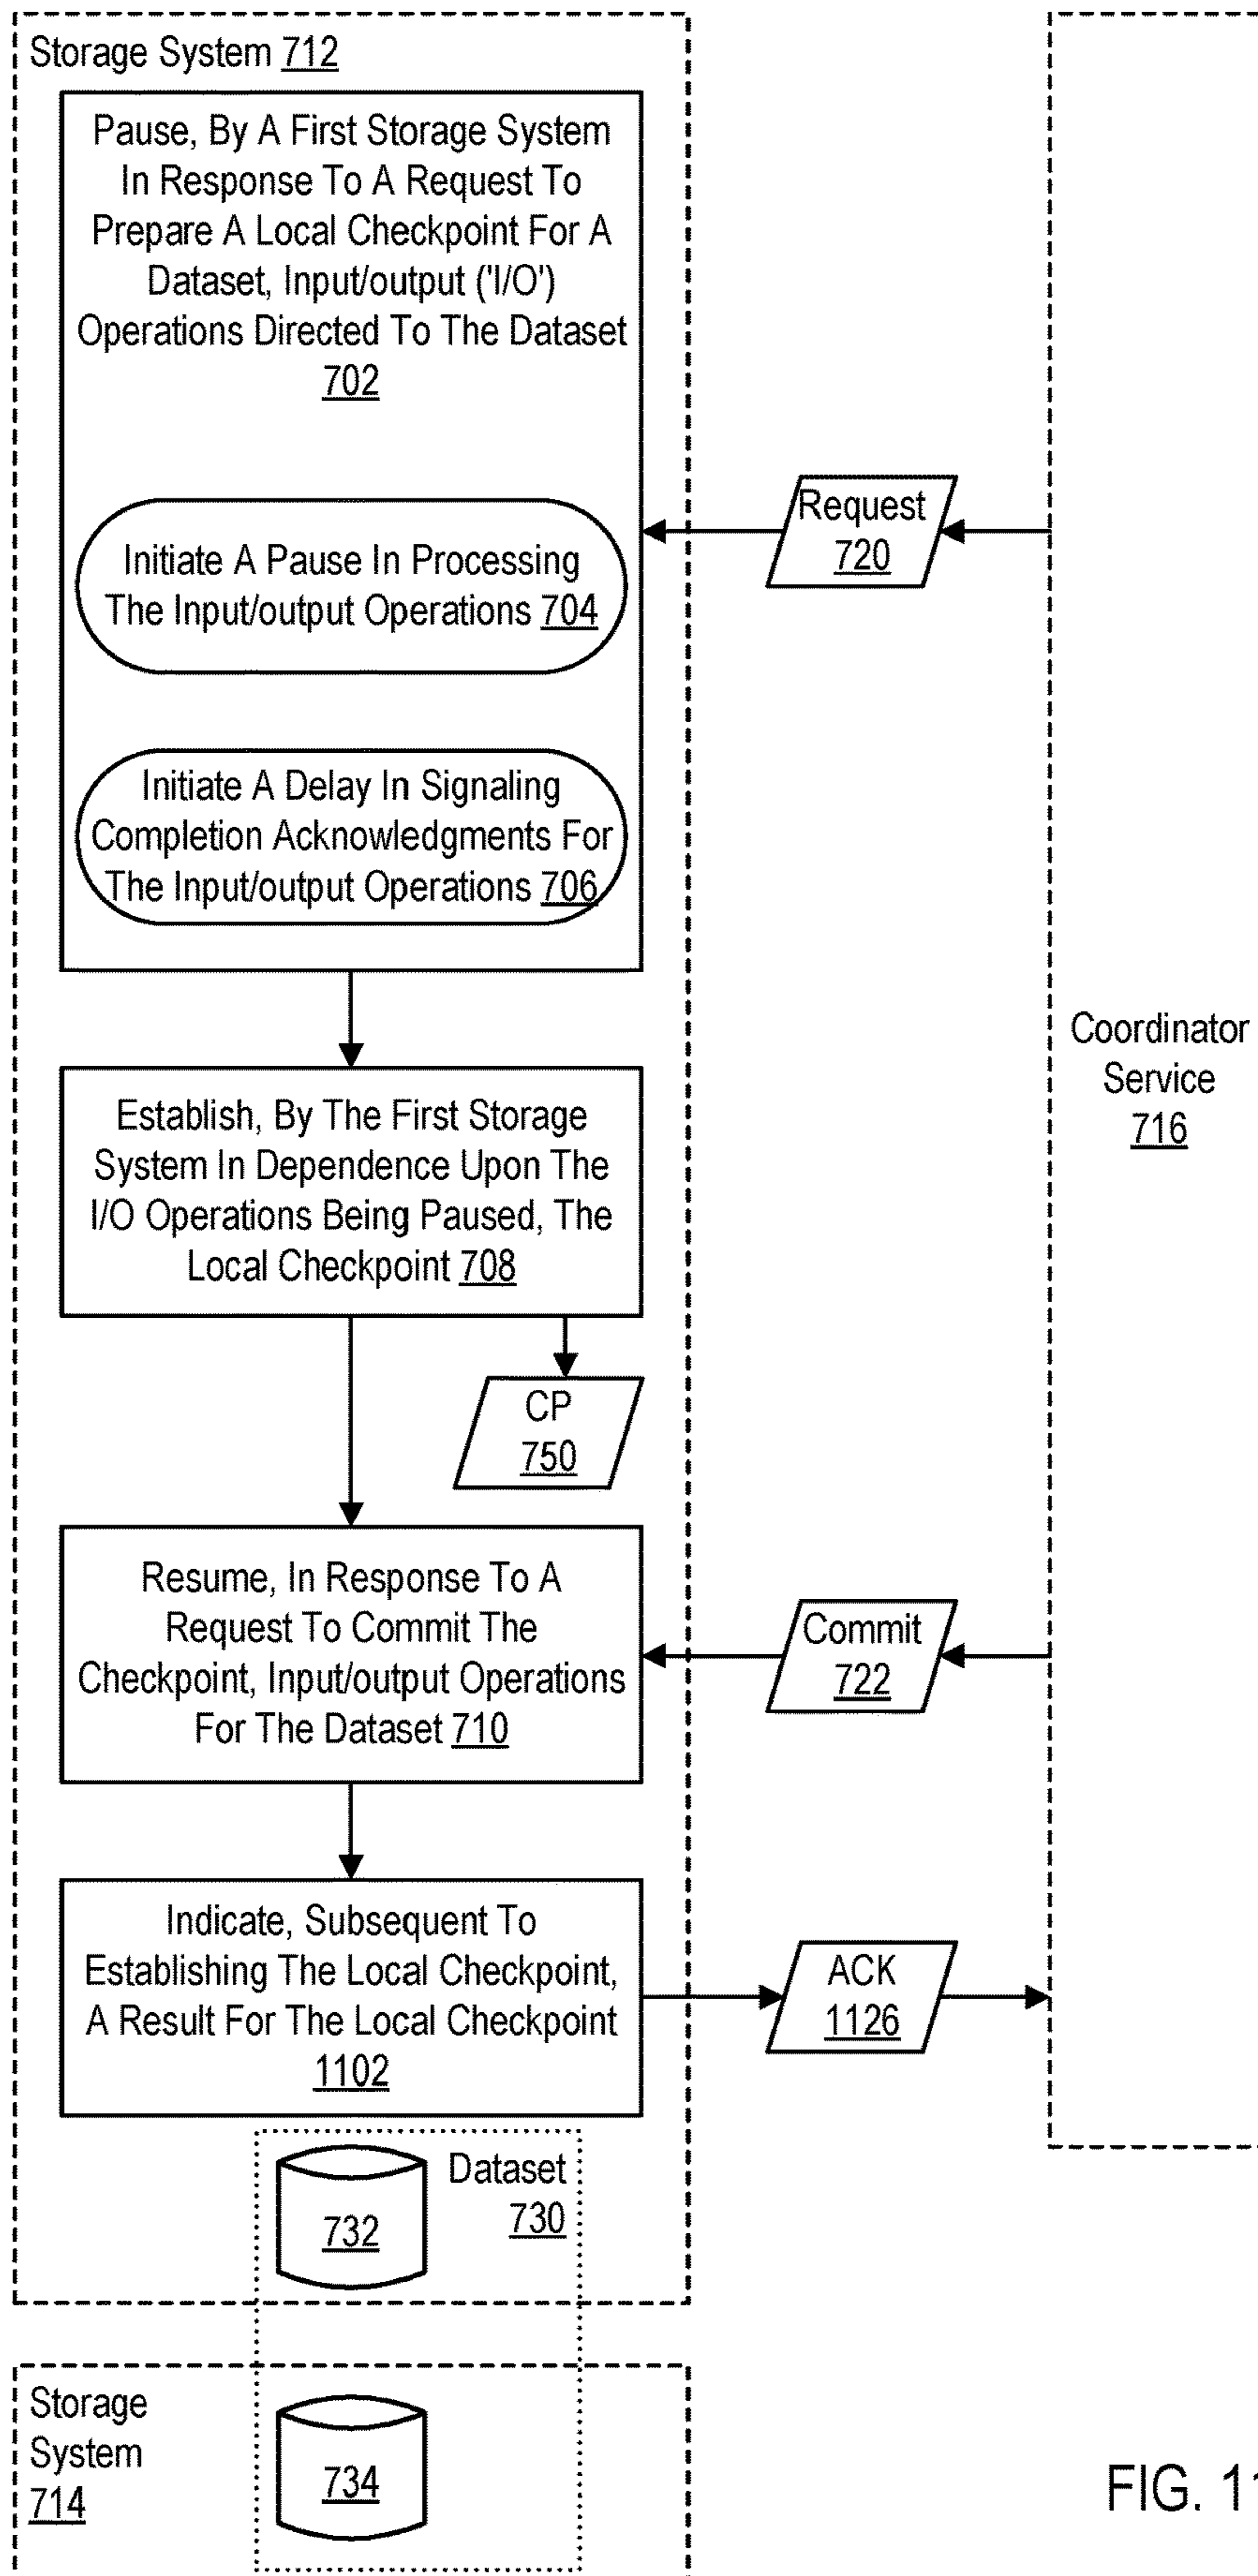 Storage System 712
Pause, By A First Storage System
In Response To A Request To
Prepare A Local Checkpoint For A
Dataset, Input/output ('I/O')
Operations Directed To The Dataset
702
Initiate A Pause In Processing
The Input/output Operations 704
Initiate A Delay In Signaling
Completion Acknowledgments For
The Input/output Operations 706
Request
720
Coordinator
Service
716
Establish, By The First Storage
System In Dependence Upon The
I/O Operations Being Paused, The
Local Checkpoint 708
CP
750
Resume, In Response To A
Request To Commit The
Checkpoint, Input/output Operations
For The Dataset 710
Commit
722
Indicate, Subsequent To
Establishing The Local Checkpoint,
A Result For The Local Checkpoint
1102
ACK
1126
Dataset
730
732
Storage
System
714
734
FIG. 11